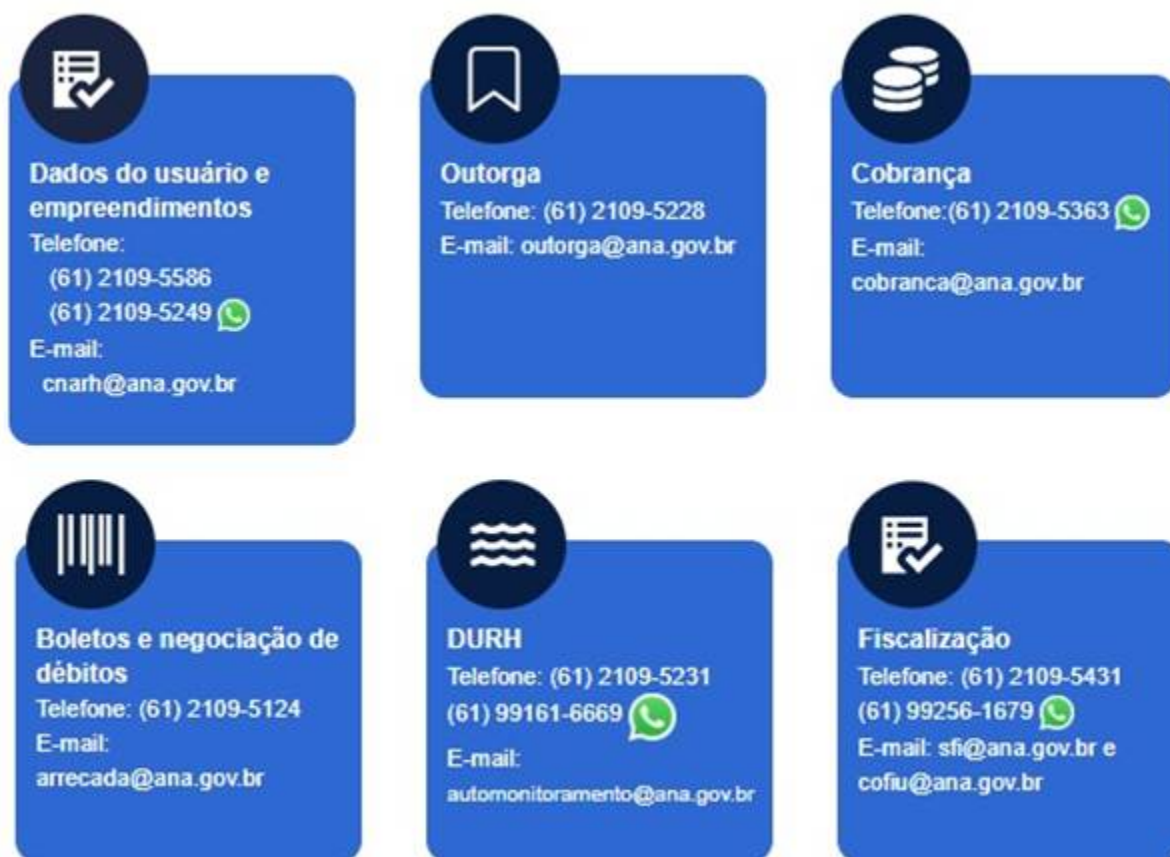 Dados do usuário e
empreendimentos
Telefone:
(61) 2109-5586
(61) 2109-5249
E-mail:
cnarh@ana.gov.br
Outorga
Telefone: (61) 2109-5228
E-mail: outorga@ana.gov.br
Cobrança
Telefone:(61) 2109-5363
E-mail:
cobranca@ana.gov.br
Boletos e negociação de
débitos
Telefone: (61) 2109-5124
E-mail:
arrecada@ana.gov.br
DURH
Telefone: (61) 2109-5231
(61) 99161-6669
E-mail:
automonitoramento@ana.gov.br
Fiscalização
Telefone: (61) 2109-5431
(61) 99256-1679
E-mail: sfi@ana.gov.br e
cofiu@ana.gov.br